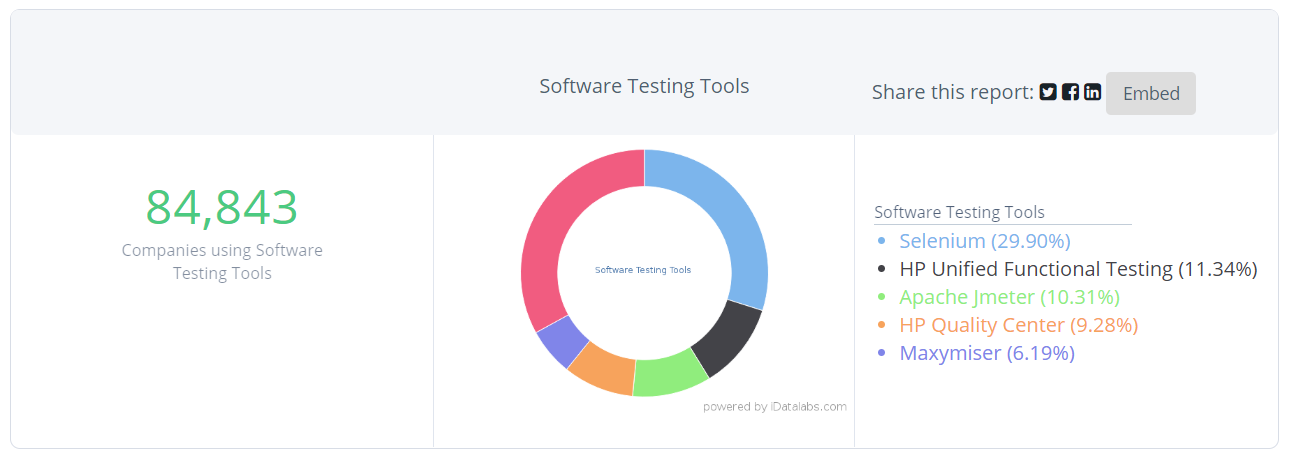 Software Testing Tools
Share this report:
Embed
84,843
Companies using Software
Testing Tools
Software Testing Tools
powered by iDatalabs.com
Software Testing Tools
Selenium (29.90%)
HP Unified Functional Testing (11.34%)
Apache Jmeter (10.31%)
HP Quality Center (9.28%)
Maxymiser (6.19%)